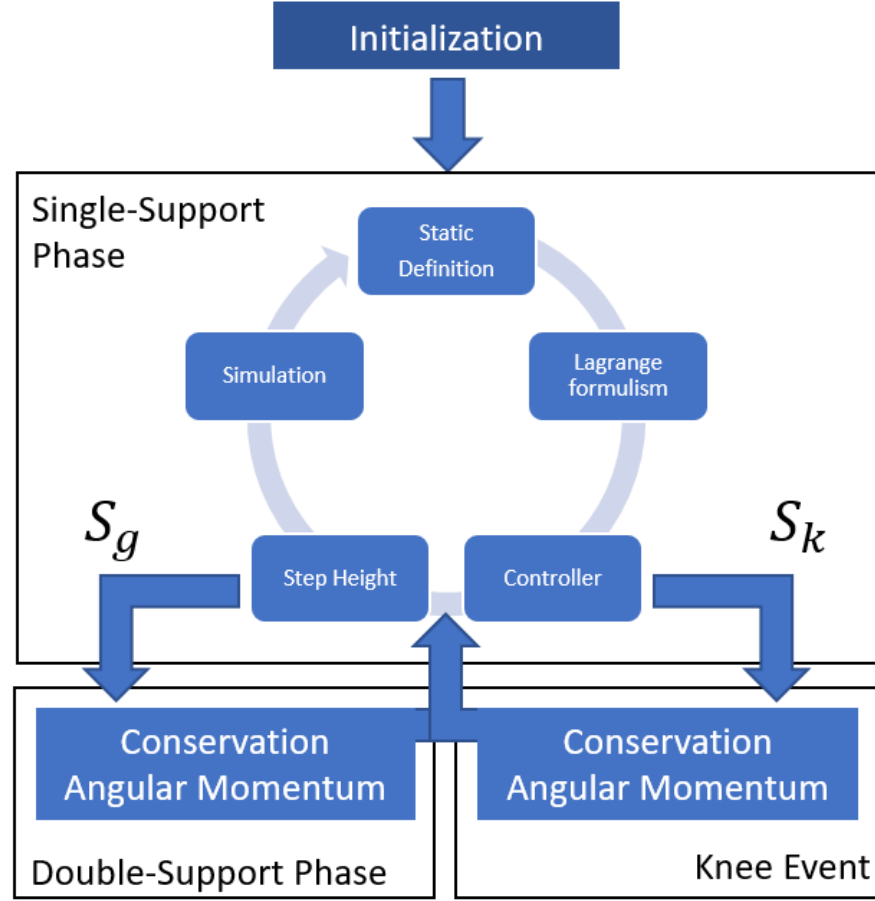 Initialization
Single-Support
Phase
Static
Definition
Simulation
Lagrange
formulism
S_g
S_k
Step Height
Controller
Conservation
Angular Momentum
Conservation
Angular Momentum
Double-Support Phase
Knee Event